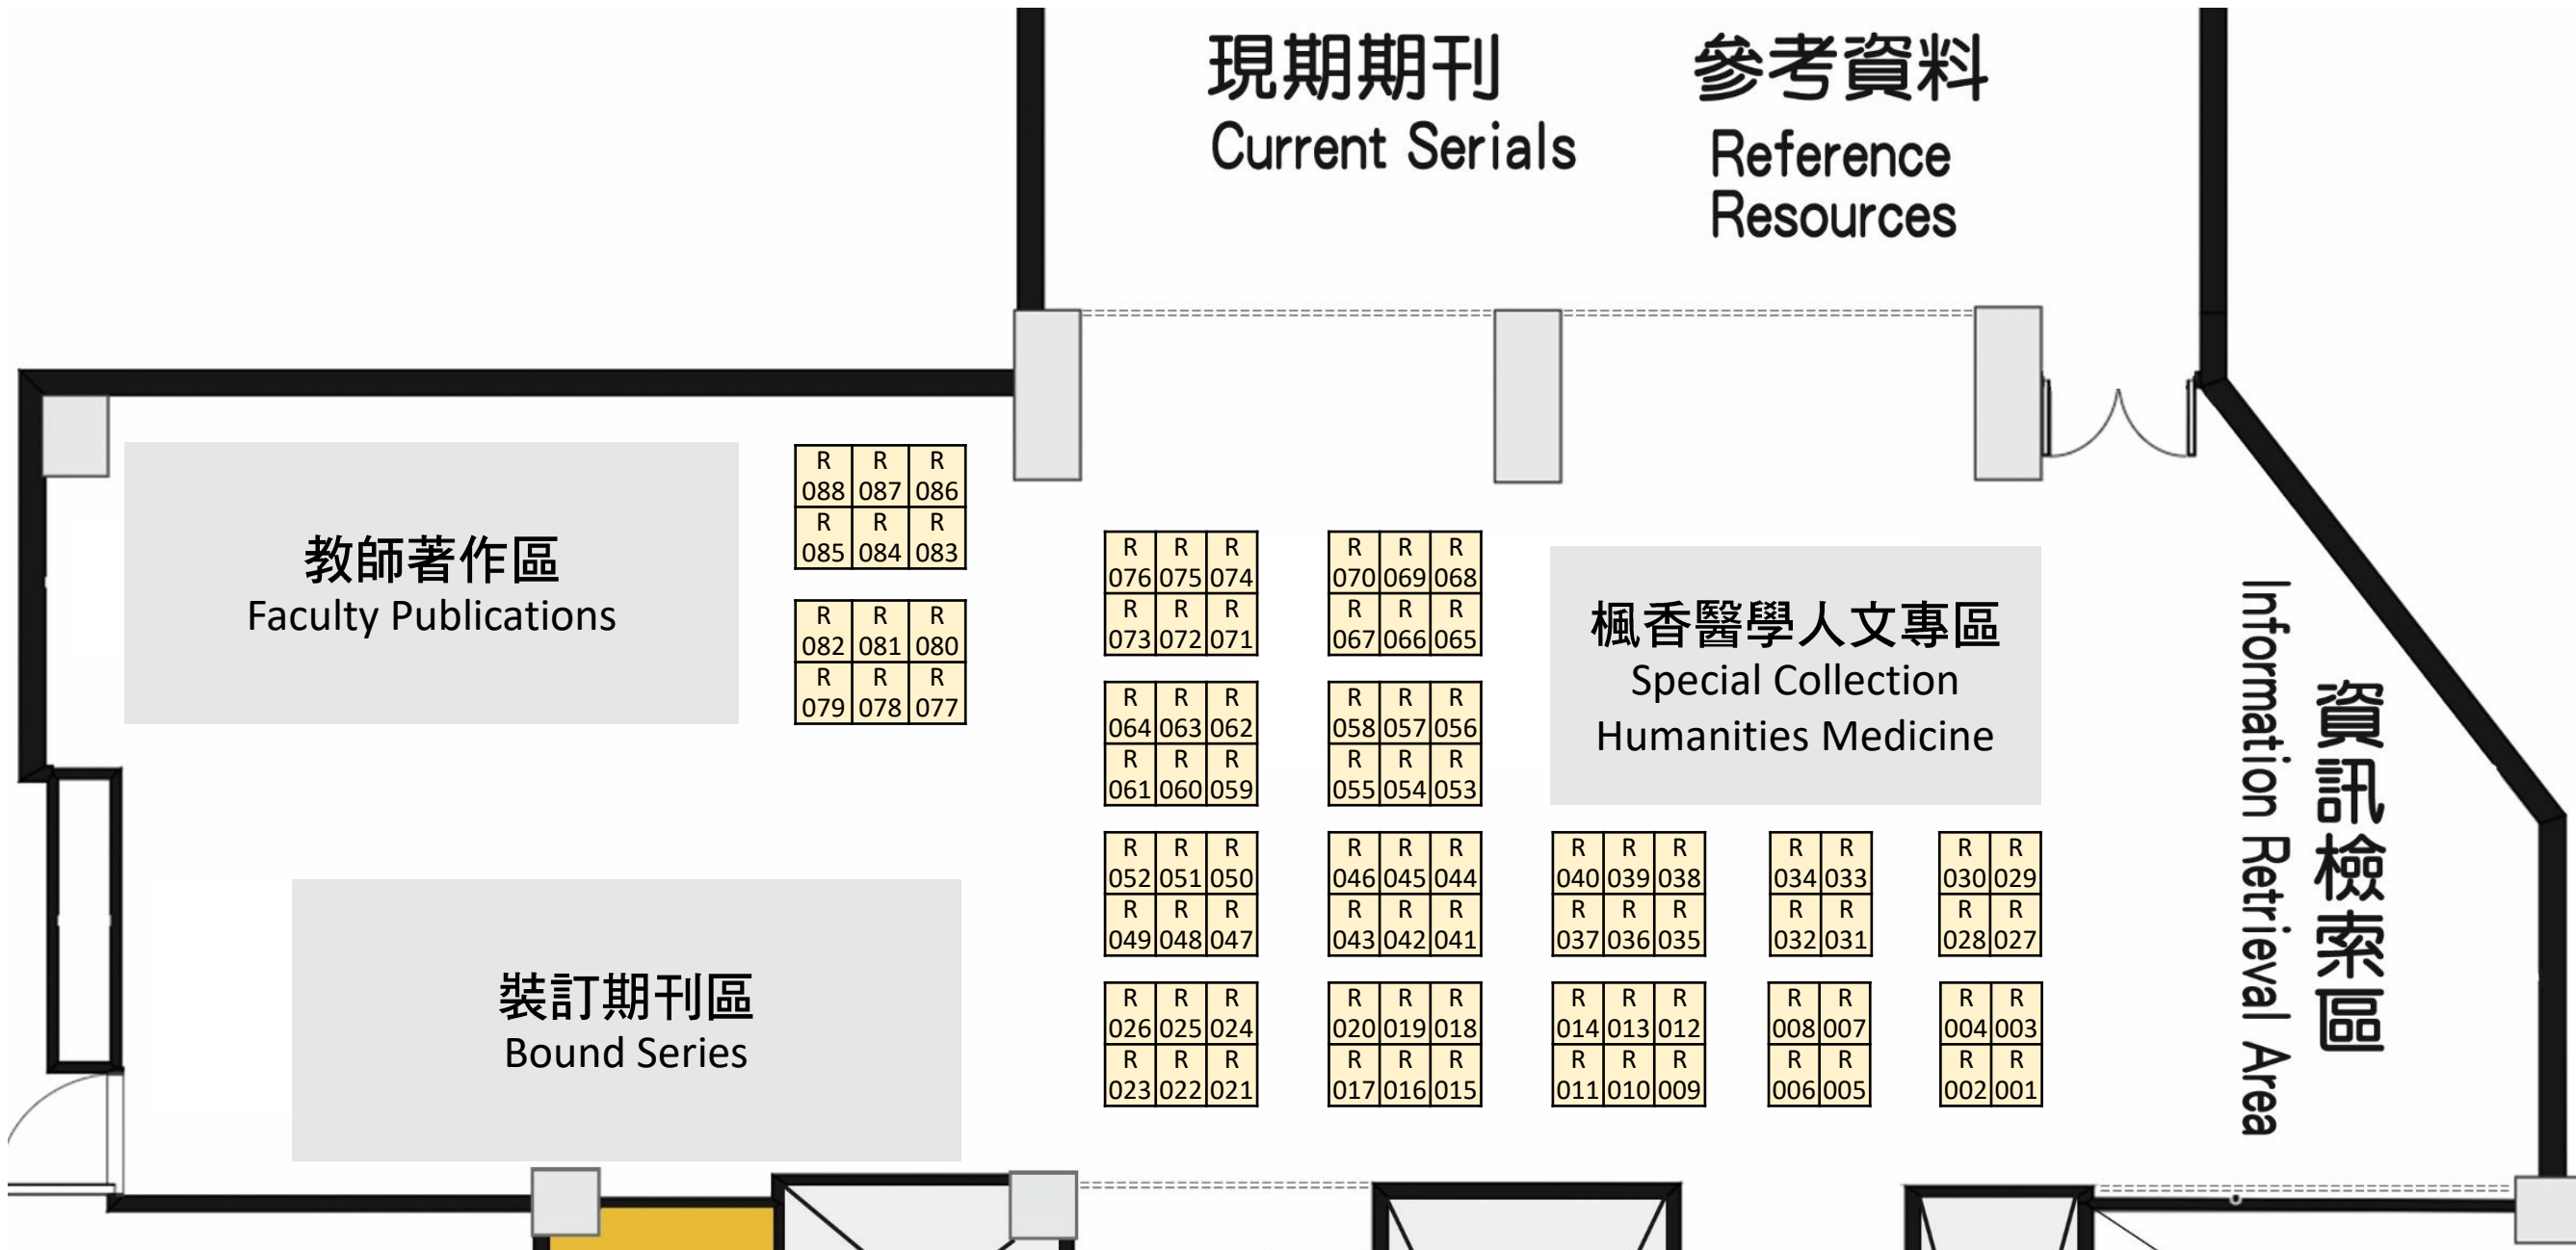 現期期刊
Current Serials
參考資料
Reference
Resources
教師著作區
Faculty Publications
R R R
088 087 086
R R R
085 084 083
R R R
082 081 080
R R R
079 078 077
裝訂期刊區
Bound Series
R R R
076 075 074
R R R
073 072 071
R R R
070 069 068
R R R
067 066 065
楓香醫學人文專區
Special Collection
Humanities Medicine
R R R
064 063 062
R R R
061 060 059
R R R
058 057 056
R R R
055 054 053
R R R
052 051 050
R R R
049 048 047
R R R
046 045 044
R R R
043 042 041
R R R
040 039 038
R R R
037 036 035
R R
034 033
R R
032 031
R R
030 029
R R
028 027
R R R
026 025 024
R R R
023 022 021
R R R
020 019 018
R R R
017 016 015
R R R
014 013 012
R R R
011 010 009
R R
008 007
R R
006 005
R R
004 003
R R
002 001
資訊檢索區
Information Retrieval Area